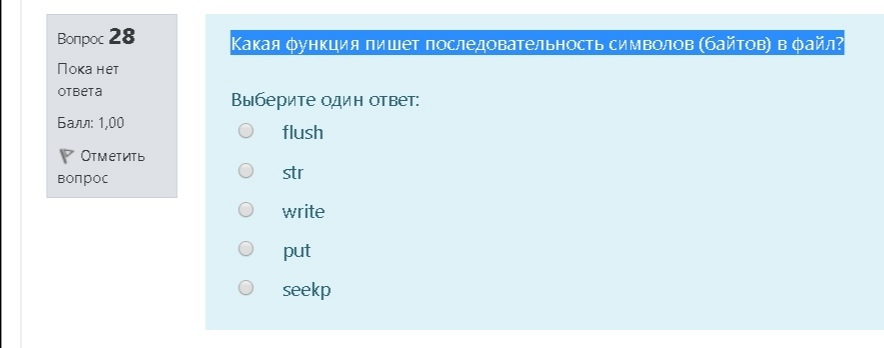 Вопрос 28
Пока нет
ответа
Балл: 1,00
Отметить
вопрос
Какая функция пишет последовательность символов (байтов) в файл?
Выберите один ответ:
flush
str
write
put
seekp